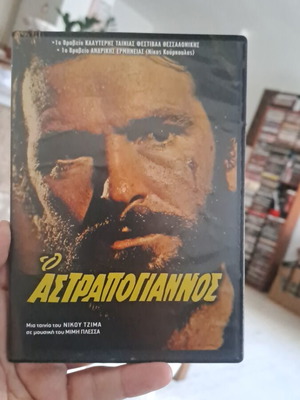 • 1ο Βραβείο ΚΑΛΥΤΕΡΗΣ ΤΑΙΝΙΑΣ ΦΕΣΤΙΒΑΛ ΘΕΣΣΑΛΟΝΙΚΗΣ
• 1ο Βραβείο ΑΝΔΡΙΚΗΣ ΕΡΜΗΝΕΙΑΣ (Νίκος Κούρκουλος)
Ο
ΑΣΤΡΑΠΟΓΙΑΝΝΟΣ
Μια ταινία του ΝΙΚΟΥ ΤΖΙΜΑ
σε μουσική του ΜΙΜΗ ΠΛΕΣΣΑ